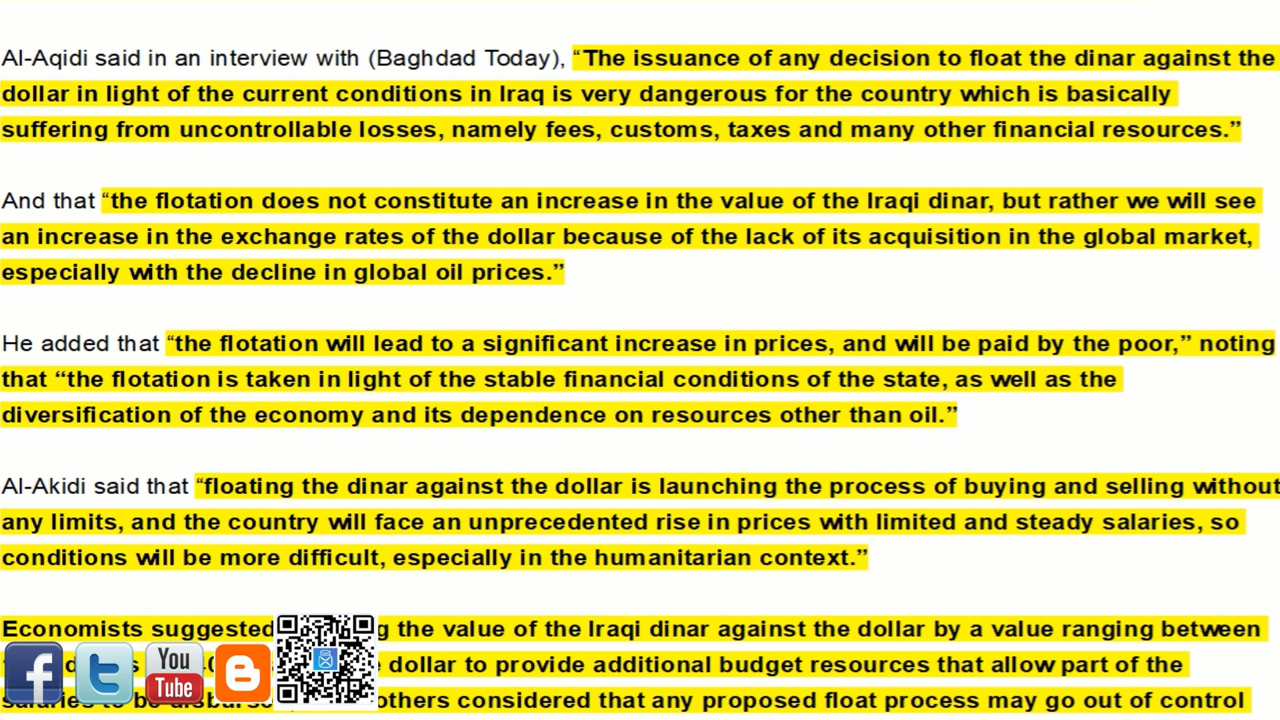 Al-Aqidi said in an interview with (Baghdad Today), “The issuance of any decision to float the dinar against the
dollar in light of the current conditions in Iraq is very dangerous for the country which is basically
suffering from uncontrollable losses, namely fees, customs, taxes and many other financial resources.”
And that “the flotation does not constitute an increase in the value of the Iraqi dinar, but rather we will see
an increase in the exchange rates of the dollar because of the lack of its acquisition in the global market,
especially with the decline in global oil prices.”
He added that “the flotation will lead to a significant increase in prices, and will be paid by the poor,” noting
that “the flotation is taken in light of the stable financial conditions of the state, as well as the
diversification of the economy and its dependence on resources other than oil.”
Al-Akidi said that “floating the dinar against the dollar is launching the process of buying and selling without
any limits, and the country will face an unprecedented rise in prices with limited and steady salaries, so
conditions will be more difficult, especially in the humanitarian context.”
Economists suggested the value of the Iraqi dinar against the dollar by a value ranging between
dollar to provide additional budget resources that allow part of the
salaries to be others considered that any proposed float process may go out of control
You
Tube